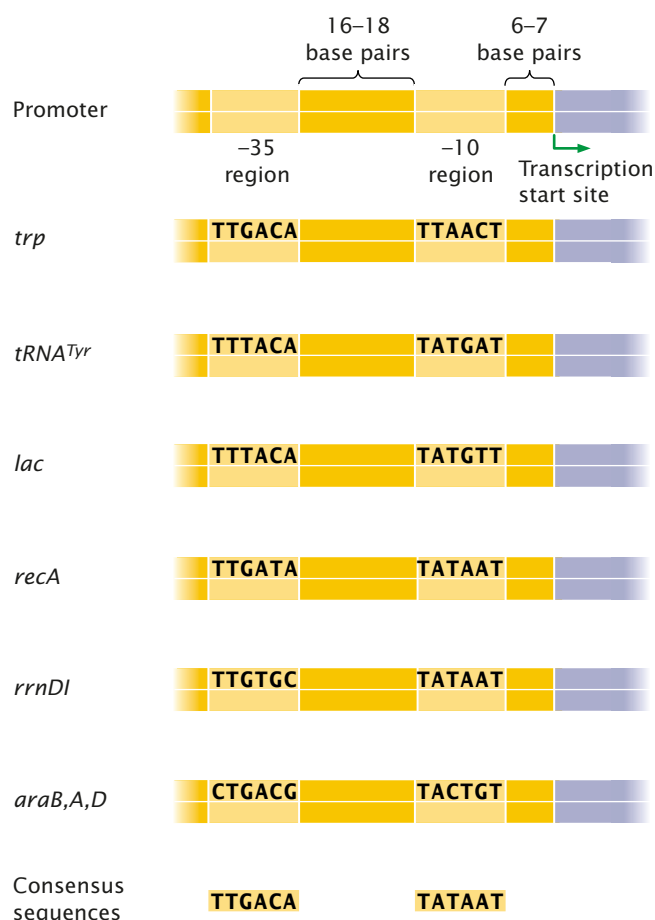 16–18 base pairs
6–7 base pairs
Promoter
–35 region
–10 region
Transcription start site
trp TTGACA TTAACT
tRNATyr TTTACA TATGAT
lac TTTACA TATGTT
recA TTGATA TATAAT
rrnDI TTGTGC TATAAT
araB,A,D CTGACG TACTGT
Consensus sequences TTGACA TATAAT